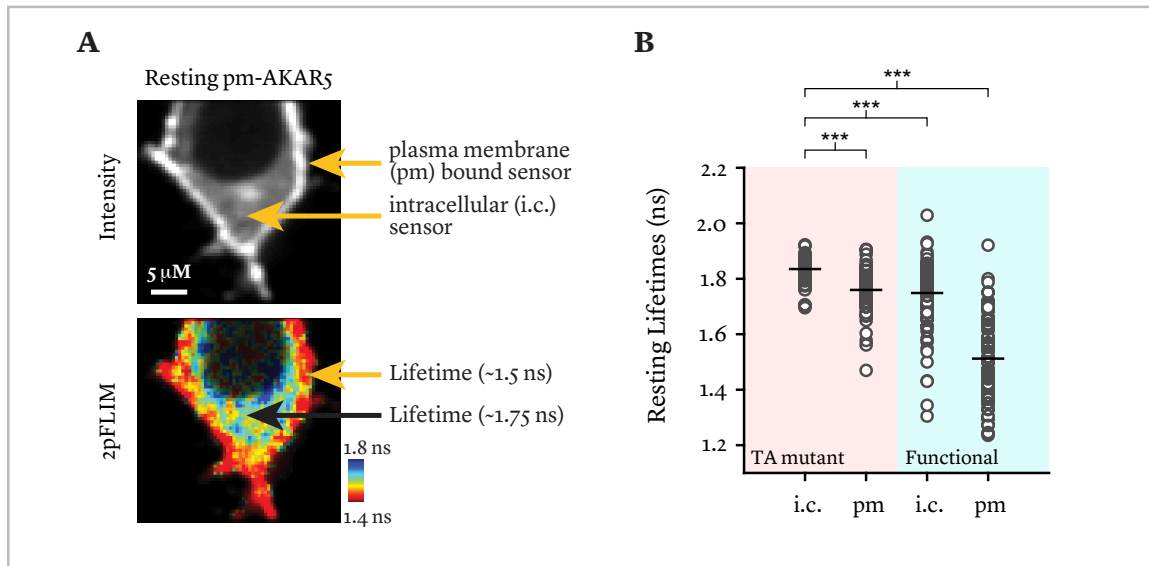 A
Resting pm-AKAR5
Intensity
5 µM
plasma membrane
(pm) bound sensor
intracellular (i.c.)
sensor
2pFLIM
Lifetime (~1.5 ns)
Lifetime (~1.75 ns)
1.8 ns
1.4 ns
B
***
***
***
Resting Lifetimes (ns)
2.2
2.0
1.8
1.6
1.4
1.2
TA mutant
Functional
i.c. pm i.c. pm